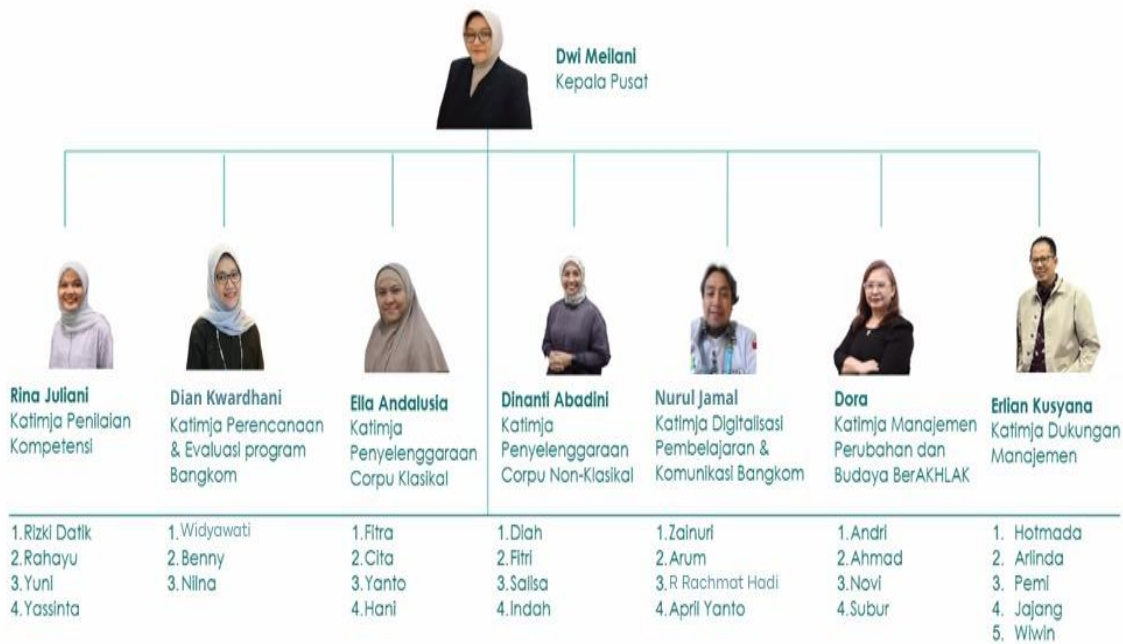 Dwi Meilani
Kepala Pusat
Rina Juliani
Katimja Penilaian
Kompetensi
Dian Kwardhani
Katimja Perencanaan
& Evaluasi program
Bangkom
Ella Andalusia
Katimja
Penyelenggaraan
Corpu Klasikal
Dinanti Abadini
Katimja
Penyelenggaraan
Corpu Non-Klasikal
Nurul Jamal
Katimja Digitalisasi
Pembelajaran &
Komunikasi Bangkom
Dora
Katimja Manajemen
Perubahan dan
Budaya BerAKHLAK
Erlian Kusyana
Katimja Dukungan
Manajemen
1.Rizki Datik
2.Rahayu
3.Yuni
4.Yassinta
1.Widyawati
2.Benny
3.Nilna
1.Fitra
2.Cita
3.Yanto
4.Hani
1.Diah
2.Fitri
3.Salisa
4.Indah
1.Zainuri
2.Arum
3.R Rachmat Hadi
4.April Yanto
1.Andri
2.Ahmad
3.Novi
4.Subur
1. Hotmada
2. Arlinda
3. Pemi
4. Jajang
5. Wiwin